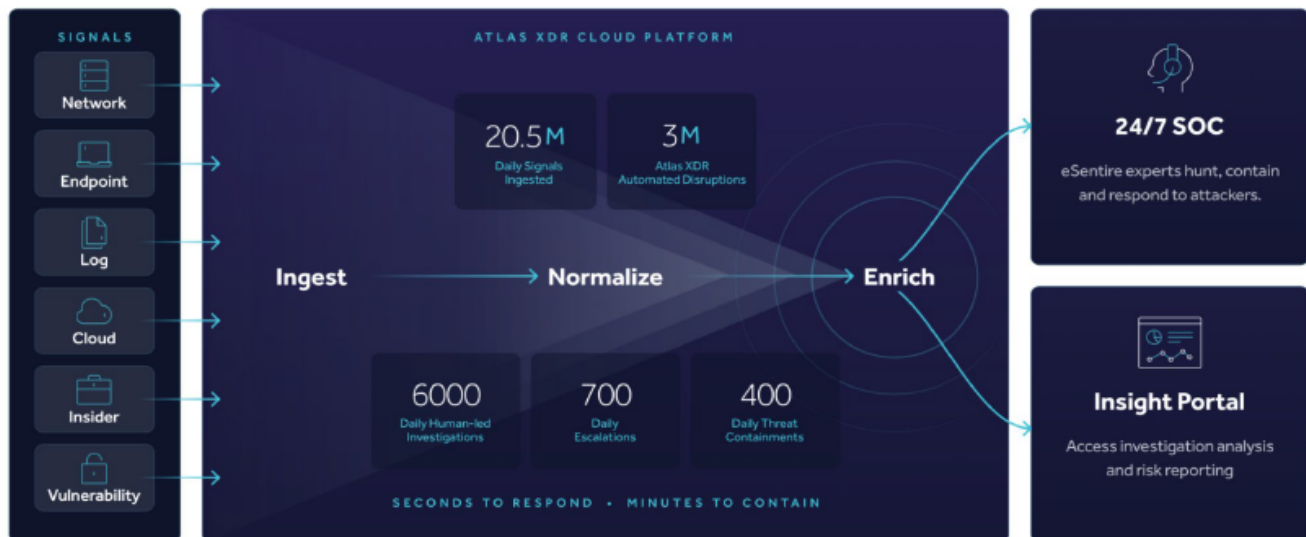 SIGNALS
Network
Endpoint
Log
Cloud
Insider
Vulnerability
ATLAS XDR CLOUD PLATFORM
20.5M
Daily Signals
Ingested
3M
Atlas XDR
Automated Disruptions
Ingest
Normalize
Enrich
6000
Daily Human-led
Investigations
700
Daily
Escalations
400
Daily Threat
Containments
SECONDS TO RESPOND • MINUTES TO CONTAIN
24/7 SOC
eSentire experts hunt, contain
and respond to attackers.
Insight Portal
Access investigation analysis
and risk reporting